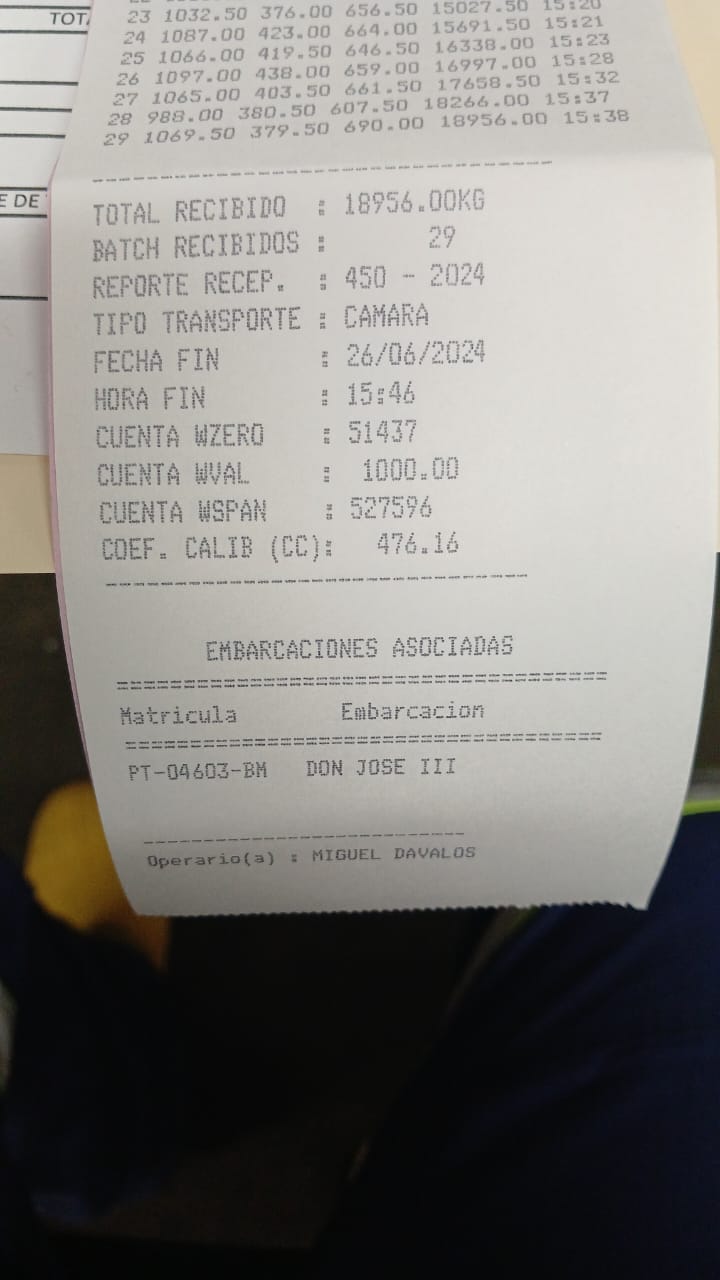 TOTA
23 1032.50 376.00 656.50 15027.50 15:20
24 1087.00 423.00 664.00 15691.50 15:21
25 1066.00 419.50 646.50 16338.00 15:23
26 1097.00 438.00 659.00 16997.00 15:28
27 1065.00 403.50 661.50 17658.50 15:32
28 988.00 380.50 607.50 18266.00 15:37
29 1069.50 379.50 690.00 18956.00 15:38
E DE
TOTAL RECIBIDO : 18956.00KG
BATCH RECIBIDOS : 29
REPORTE RECEP. : 450 - 2024
TIPO TRANSPORTE : CAMARA
FECHA FIN : 26/06/2024
HORA FIN : 15:46
CUENTA WZERO : 51437
CUENTA WVAL : 1000.00
CUENTA WSPAN : 527596
COEF. CALIB (CC): 476.16
EMBARCACIONES ASOCIADAS
Matricula Embarcacion
PT-04603-BM DON JOSE III
Operario(a) : MIGUEL DAVALOS